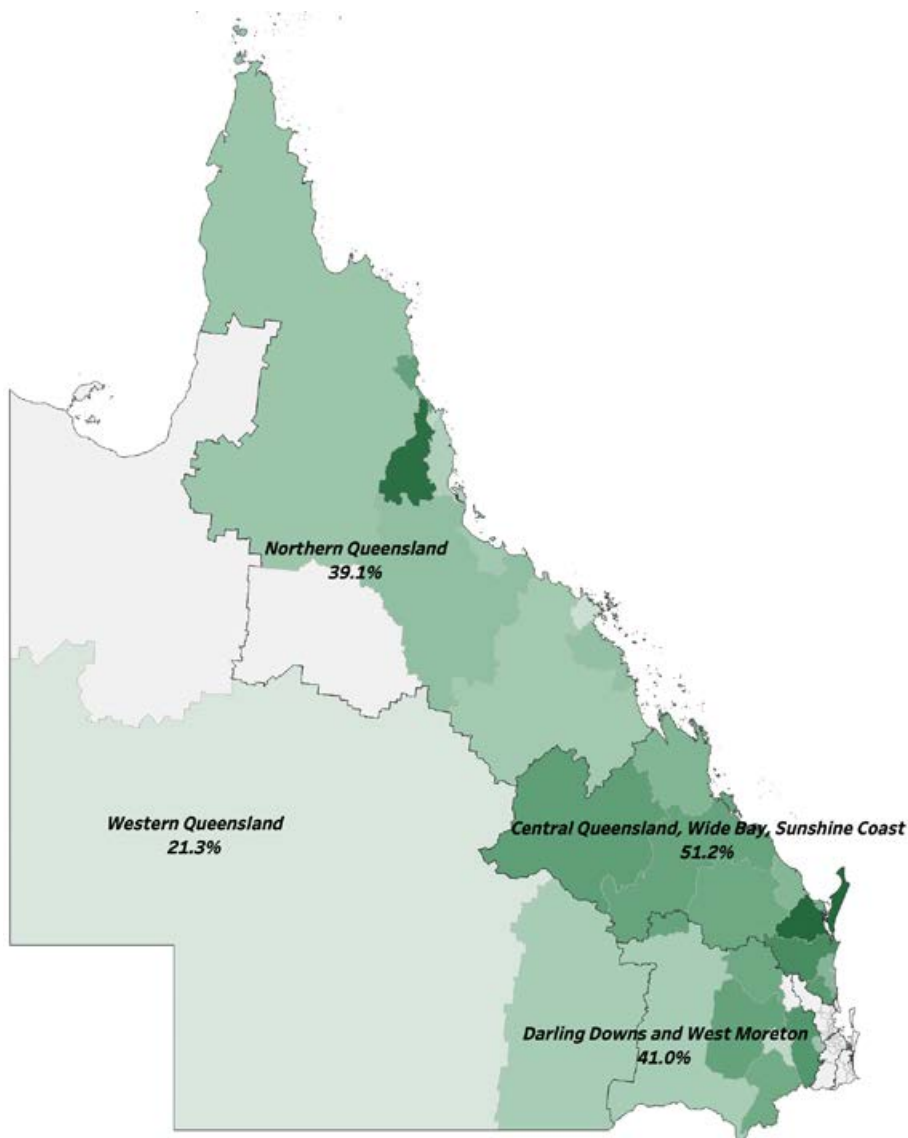 Northern Queensland
39.1%
Western Queensland
21.3%
Central Queensland, Wide Bay, Sunshine Coast
51.2%
Darling Downs and West Moreton
41.0%